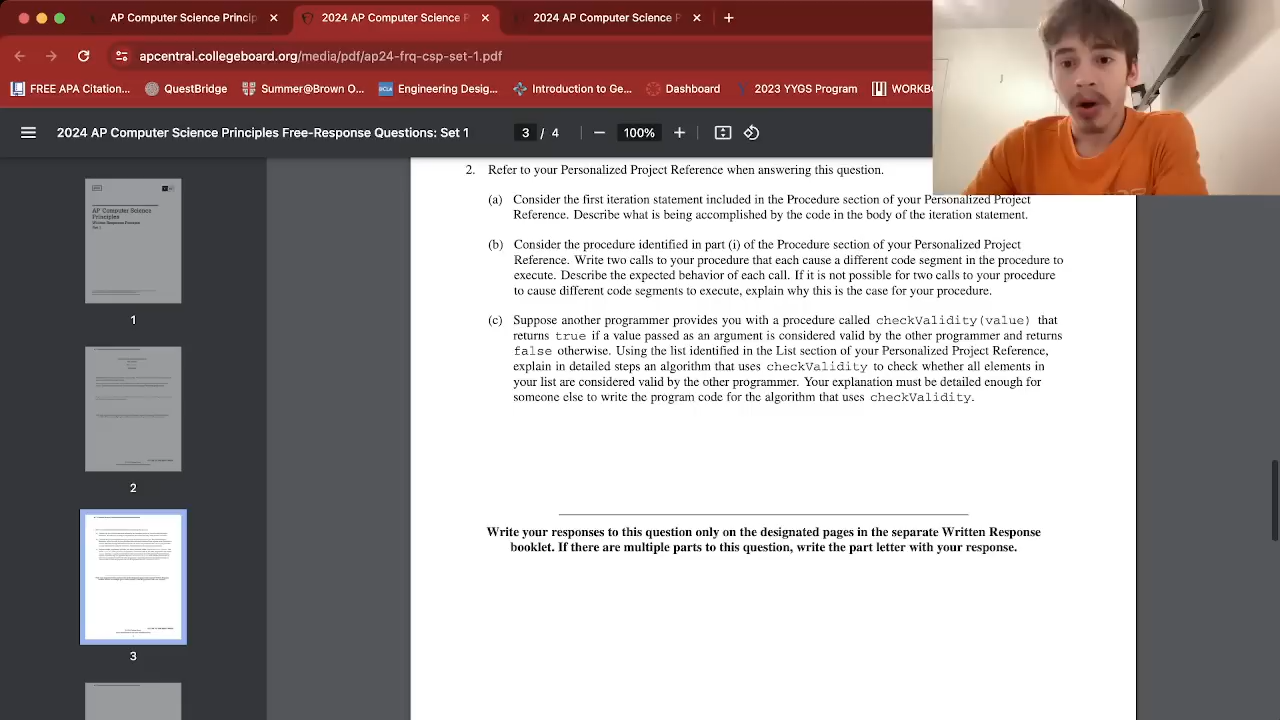 AP Computer Science Princip
2024 AP Computer Science P
2024 AP Computer Science P
apcentral.collegeboard.org/media/pdf/ap24-frq-csp-set-1.pdf
FREE APA Citation... QuestBridge Summer@Brown O... Engineering Desig... Introduction to Ge... Dashboard 2023 YYGS Program WORKBO
2024 AP Computer Science Principles Free-Response Questions: Set 1 3 / 4 100%
AP Computer Science
Principles
1
2
3
2. Refer to your Personalized Project Reference when answering this question.
(a) Consider the first iteration statement included in the Procedure section of your Personalized Project
Reference. Describe what is being accomplished by the code in the body of the iteration statement.
(b) Consider the procedure identified in part (i) of the Procedure section of your Personalized Project
Reference. Write two calls to your procedure that each cause a different code segment in the procedure to
execute. Describe the expected behavior of each call. If it is not possible for two calls to your procedure
to cause different code segments to execute, explain why this is the case for your procedure.
(c) Suppose another programmer provides you with a procedure called checkValidity(value) that
returns true if a value passed as an argument is considered valid by the other programmer and returns
false otherwise. Using the list identified in the List section of your Personalized Project Reference,
explain in detailed steps an algorithm that uses checkValidity to check whether all elements in
your list are considered valid by the other programmer. Your explanation must be detailed enough for
someone else to write the program code for the algorithm that uses checkValidity.
Write your responses to this question only on the designated pages in the separate Written Response
booklet. If there are multiple parts to this question, write the part letter with your response.